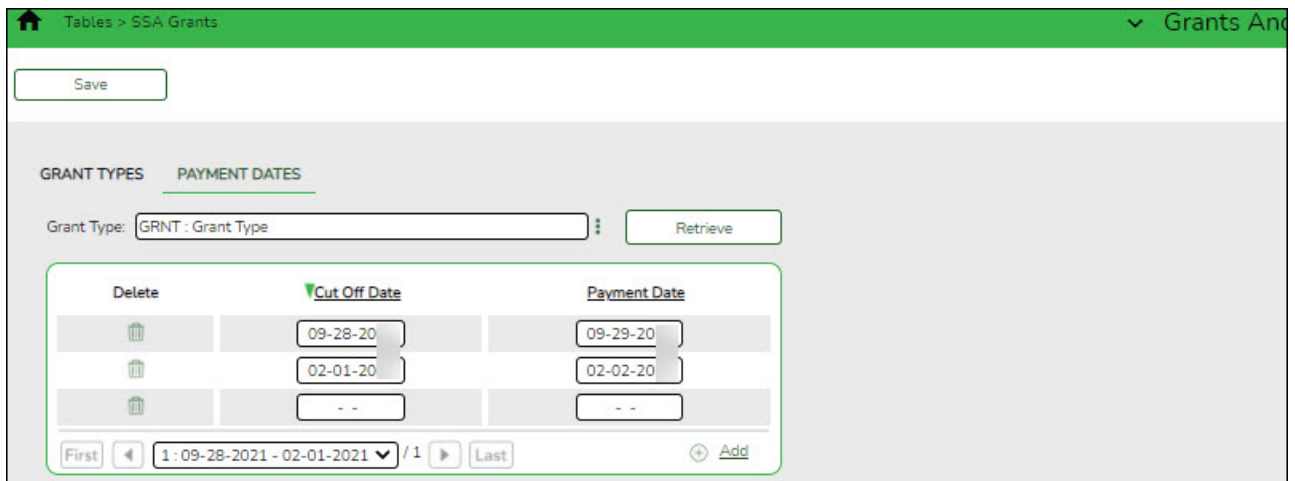 Tables > SSA Grants
Grants And
Save
GRANT TYPES PAYMENT DATES
Grant Type: GRNT : Grant Type Retrieve
Delete Cut Off Date Payment Date
09-28-20 09-29-20
02-01-20 02-02-20
- - - -
First 1 : 09-28-2021 - 02-01-2021 / 1 Last Add